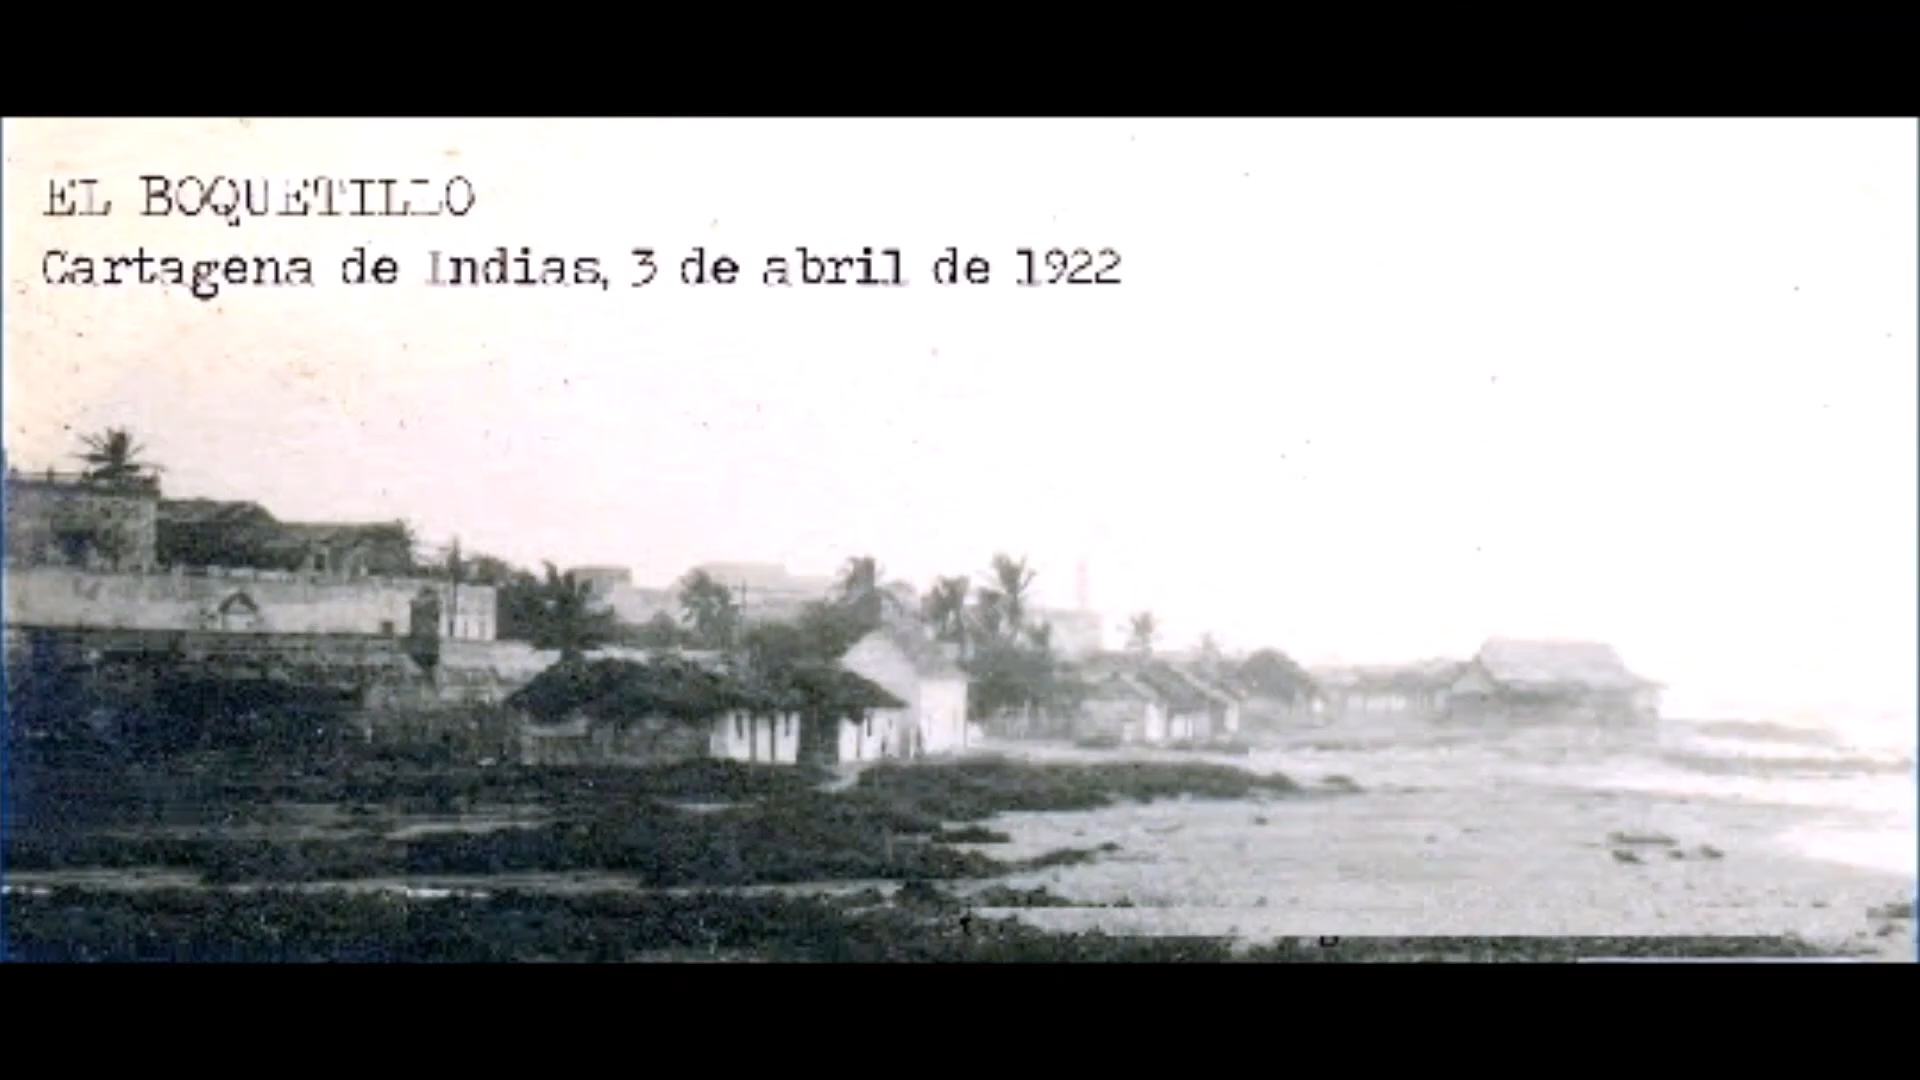 EL BOQUETILLO
Cartagena de Indias, 3 de abril de 1922